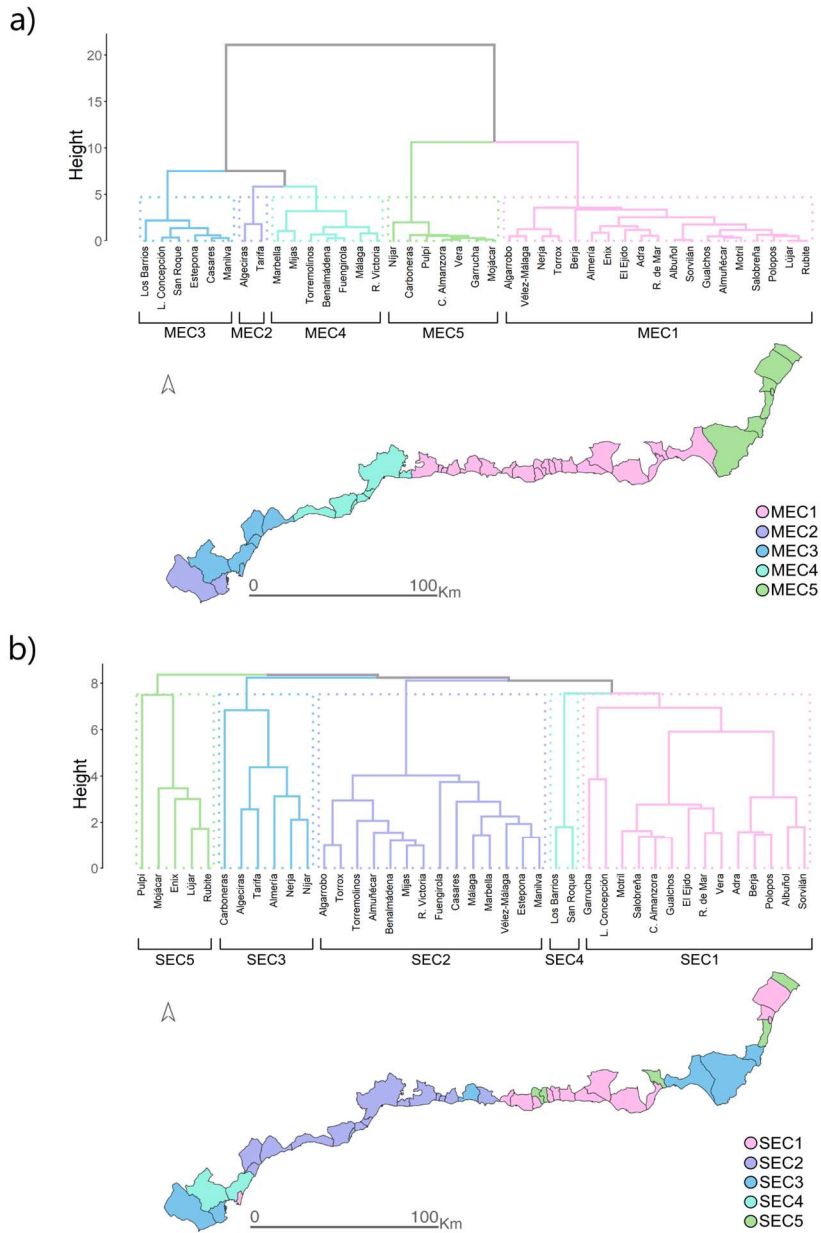 a)
Height
20
15
10
5
0
Los Barrios
L. Concepción
San Roque
Estepona
Casares
Manilva
Algeciras
Tarifa
Marbella
Mijas
Torremolinos
Benalmádena
Fuengirola
Málaga
R. Victoria
Níjar
Carboneras
Pulpi
C. Almanzora
Vera
Garrucha
Mojácar
Algarrobo
Vélez-Málaga
Nerja
Torrox
Berja
Almería
Enix
El Ejido
Adra
R. de Mar
Albuñol
Sorvilán
Gualchos
Almuñécar
Motril
Salobreña
Polopos
Lújar
Rubite
MEC3
MEC2
MEC4
MEC5
MEC1
MEC1
MEC2
MEC3
MEC4
MEC5
0
100Km
b)
Height
8
6
4
2
0
Pulpi
Mojácar
Enix
Lújar
Rubite
Carboneras
Algeciras
Tarifa
Almería
Nerja
Níjar
Algarrobo
Torrox
Torremolinos
Almuñécar
Benalmádena
Mijas
R. Victoria
Fuengirola
Casares
Málaga
Marbella
Vélez-Málaga
Estepona
Manilva
Los Barrios
San Roque
Garrucha
L. Concepción
Motril
Salobreña
C. Almanzora
Gualchos
El Ejido
R. de Mar
Vera
Adra
Berja
Polopos
Albuñol
Sorvilán
SEC5
SEC3
SEC2
SEC4
SEC1
SEC1
SEC2
SEC3
SEC4
SEC5
0
100Km